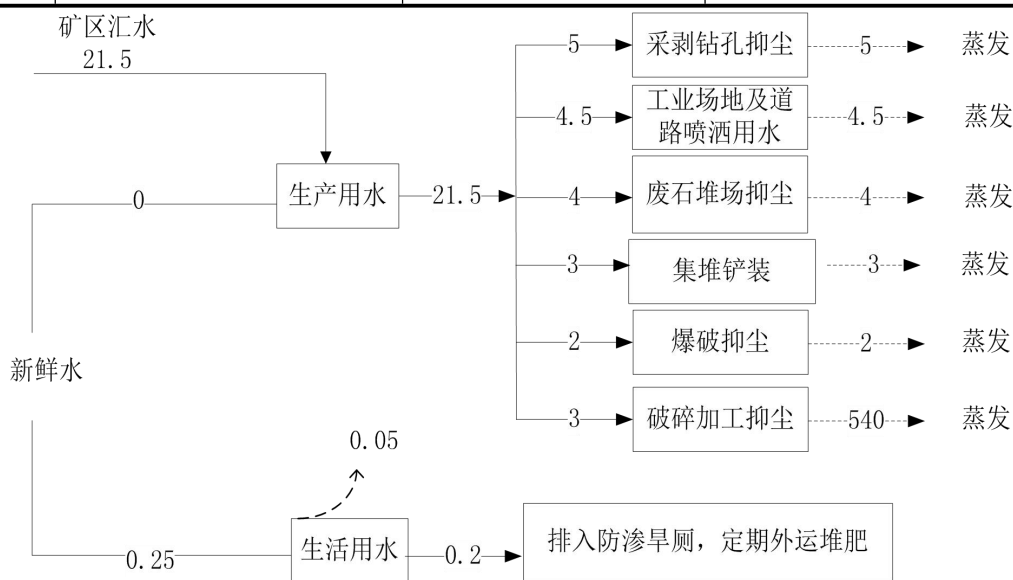 矿区汇水
21.5
5
采剥钻孔抑尘
5
蒸发
4.5
工业场地及道
路喷洒用水
4.5
蒸发
0
生产用水
21.5
4
废石堆场抑尘
4
蒸发
3
集堆铲装
3
蒸发
2
爆破抑尘
2
蒸发
新鲜水
3
破碎加工抑尘
540
蒸发
0.05
0.25
生活用水
0.2
排入防渗旱厕，定期外运堆肥